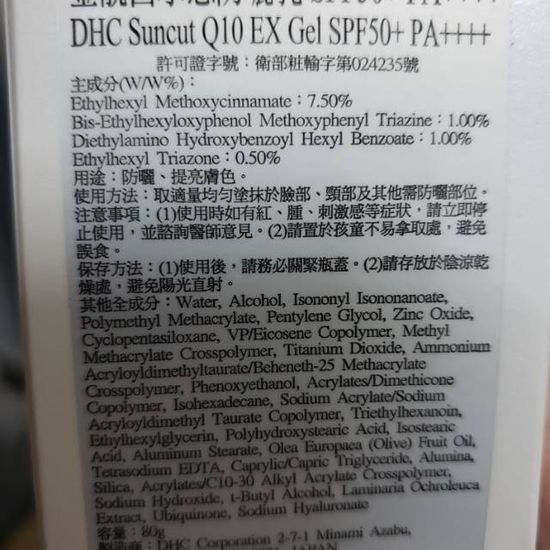 DHC Suncut Q10 EX Gel SPF50+ PA++++
許可證字號：衛部粧輸字第024235號
主成分(W/W%)：
Ethylhexyl Methoxycinnamate：7.50%
Bis-Ethylhexyloxyphenol Methoxyphenyl Triazine：1.00%
Diethylamino Hydroxybenzoyl Hexyl Benzoate：1.00%
Ethylhexyl Triazone：0.50%
用途：防曬、提亮膚色。
使用方法：取適量均勻塗抹於臉部、頸部及其他需防曬部位。
注意事項：(1)使用時如有紅、腫、刺激感等症狀，請立即停
止使用，並諮詢醫師意見。(2)請置於孩童不易拿取處，避免
誤食。
保存方法：(1)使用後，請務必關緊瓶蓋。(2)請存放於陰涼乾
燥處，避免陽光直射。
其他全成分：Water, Alcohol, Isononyl Isononanoate,
Polymethyl Methacrylate, Pentylene Glycol, Zinc Oxide,
Cyclopentasiloxane, VP/Eicosene Copolymer, Methyl
Methacrylate Crosspolymer, Titanium Dioxide, Ammonium
Acryloyldimethyltaurate/Beheneth-25 Methacrylate
Crosspolymer, Phenoxyethanol, Acrylates/Dimethicone
Copolymer, Isohexadecane, Sodium Acrylate/Sodium
Acryloyldimethyl Taurate Copolymer, Triethylhexanoin,
Ethylhexylglycerin, Polyhydroxystearic Acid, Isostearic
Acid, Aluminum Stearate, Olea Europaea (Olive) Fruit Oil,
Tetrasodium EDTA, Caprylic/Capric Triglyceride, Alumina,
Silica, Acrylates/C10-30 Alkyl Acrylate Crosspolymer,
Sodium Hydroxide, t-Butyl Alcohol, Laminaria Ochroleuca
Extract, Ubiquinone, Sodium Hyaluronate
容量：80g
製造商：DHC Corporation 2-7-1 Minami Azabu,
JAPAN